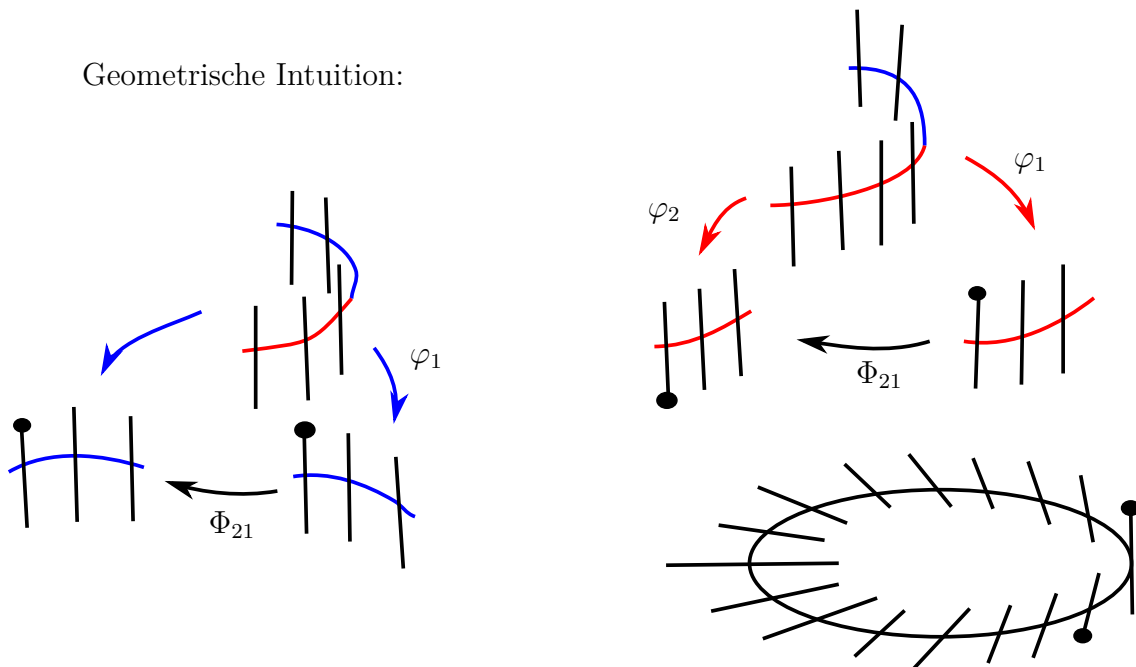 Geometrische Intuition:
φ₁
Φ₂₁
φ₂
φ₁
Φ₂₁